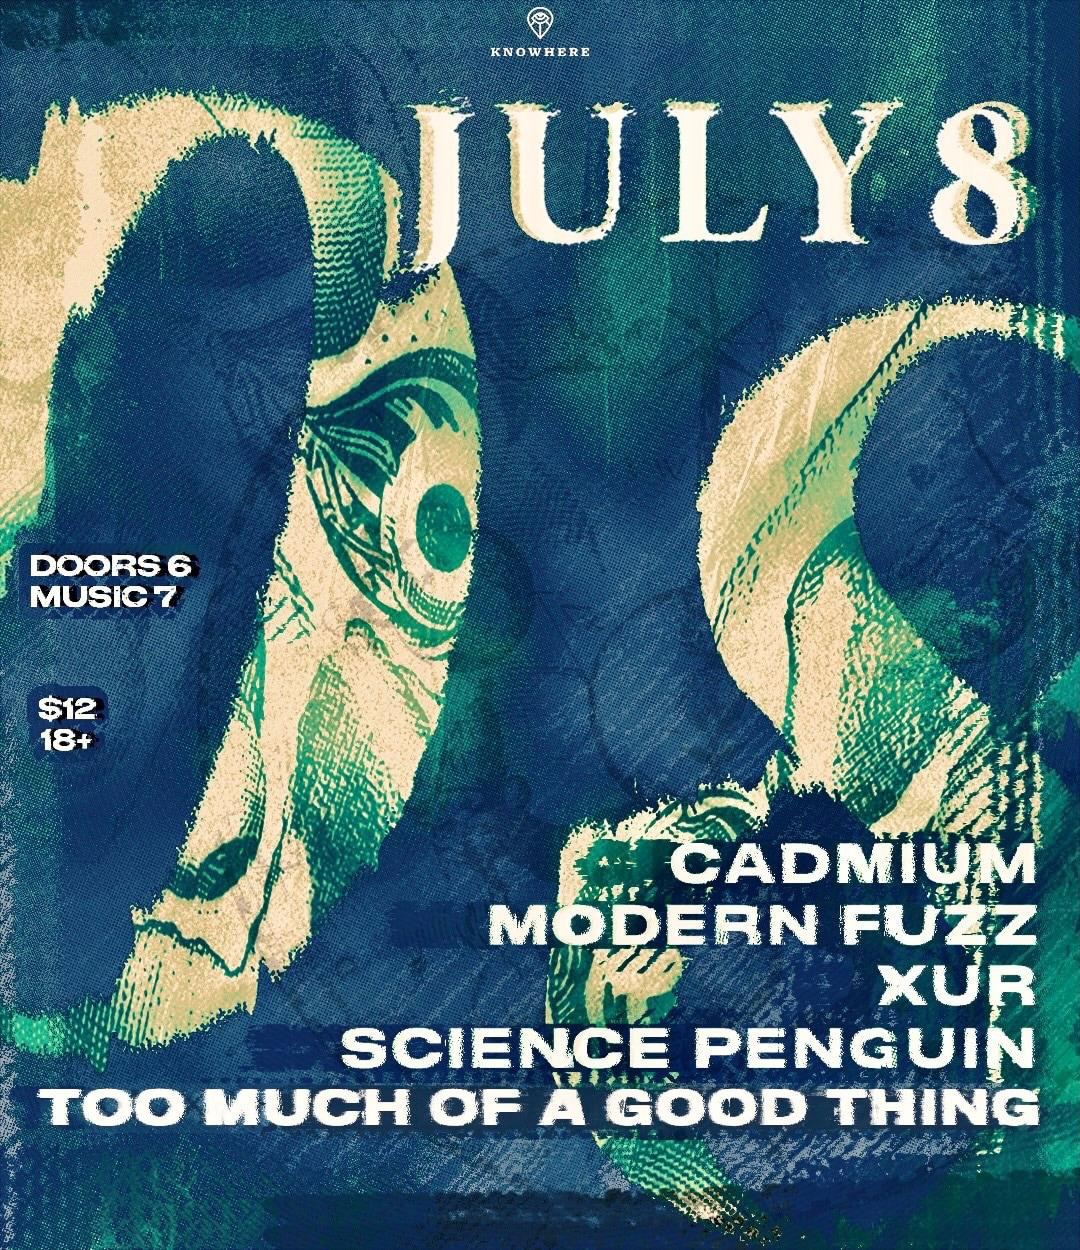 KNOWHERE
JULY 8
DOORS 6
MUSIC 7
$12
18+
CADMIUM
MODERN FUZZ
XUR
SCIENCE PENGUIN
TOO MUCH OF A GOOD THING